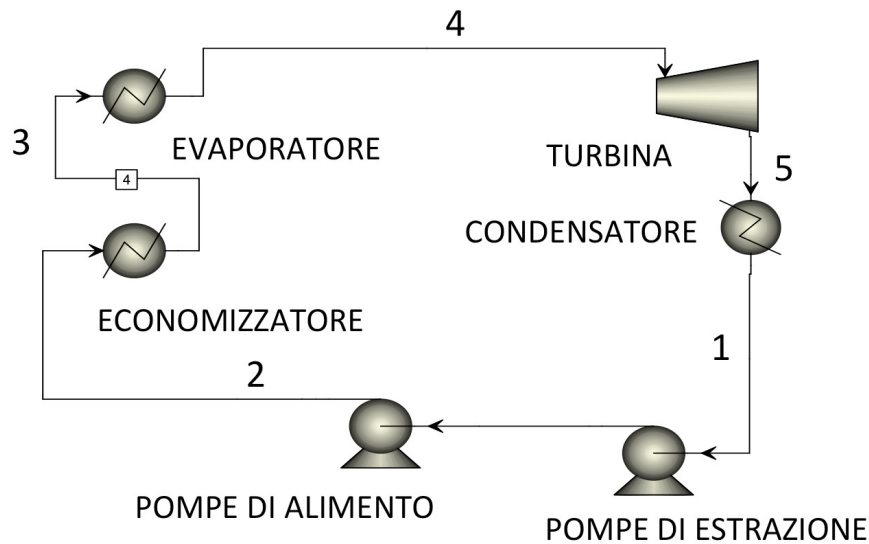 4
3
EVAPORATORE
TURBINA
4
5
CONDENSATORE
ECONOMIZZATORE
1
2
POMPE DI ALIMENTO
POMPE DI ESTRAZIONE